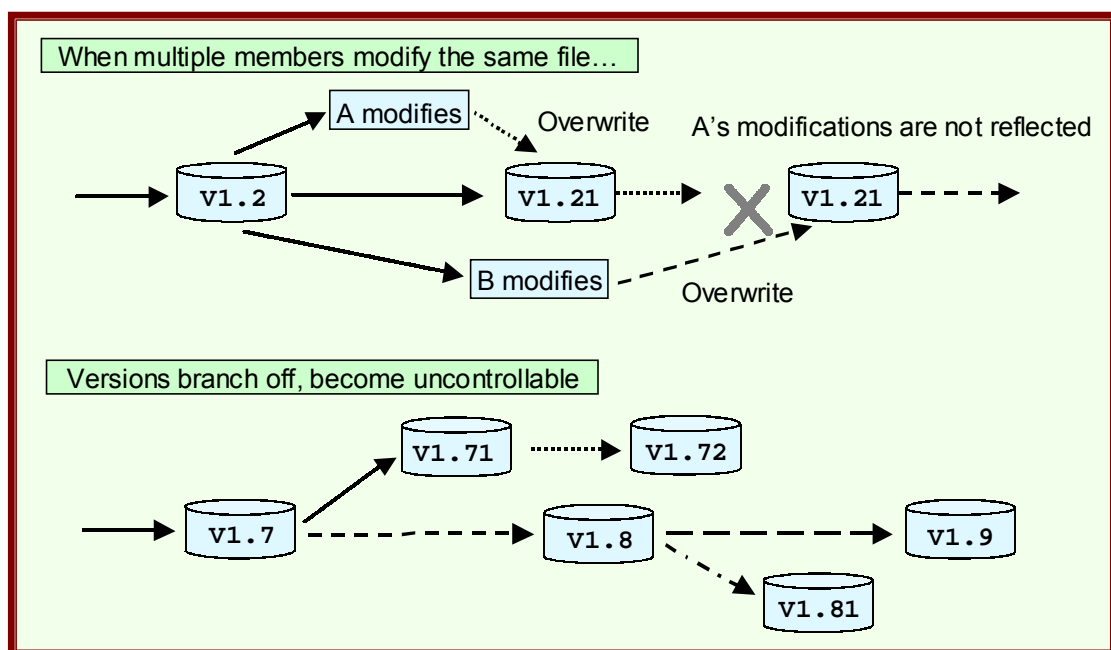 When multiple members modify the same file…
A modifies
Overwrite
A's modifications are not reflected
v1.2
v1.21
v1.21
B modifies
Overwrite
Versions branch off, become uncontrollable
v1.71
v1.72
v1.7
v1.8
v1.9
v1.81